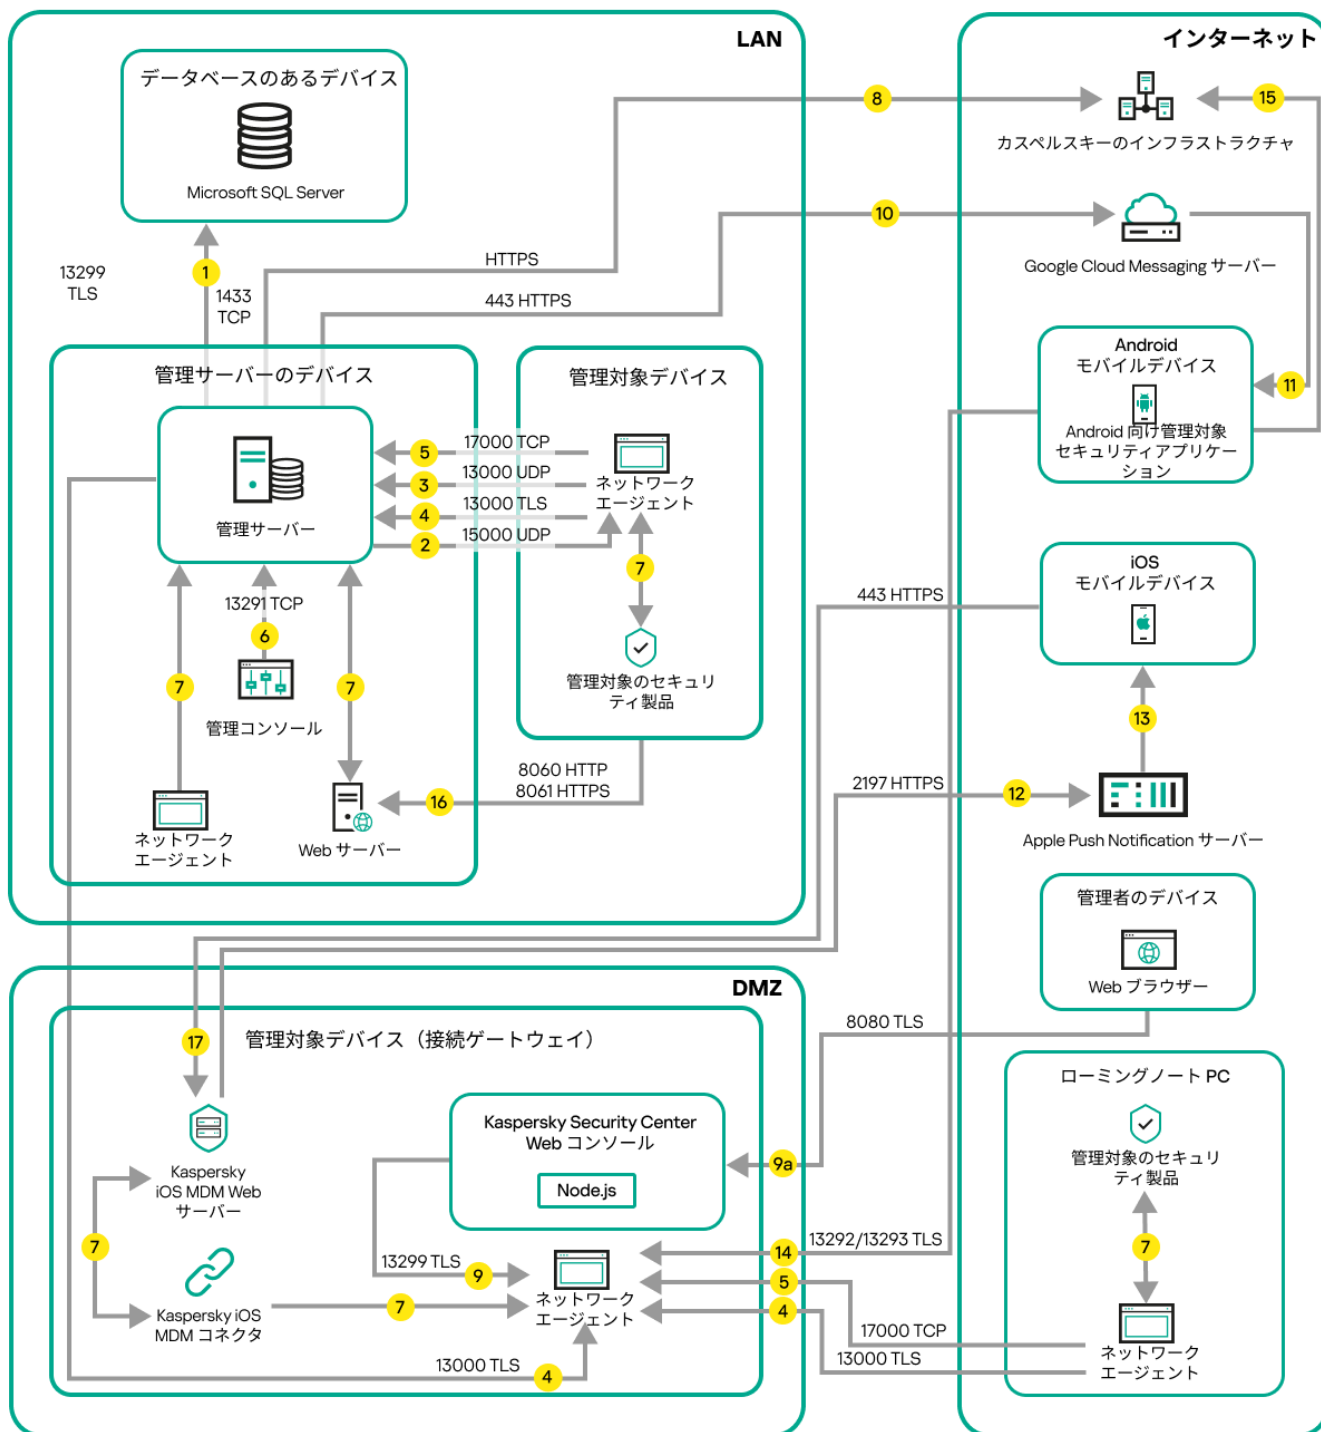 LAN
データベースのあるデバイス
Microsoft SQL Server
13299
TLS
1
1433
TCP
HTTPS
8
443 HTTPS
10
管理サーバーのデバイス
管理サーバー
管理対象デバイス
5
17000 TCP
3
13000 UDP
4
13000 TLS
2
15000 UDP
ネットワーク
エージェント
7
管理対象のセキュリ
ティ製品
13291 TCP
6
7
7
管理コンソール
ネットワーク
エージェント
Web サーバー
8060 HTTP
8061 HTTPS
16
インターネット
15
カスペルスキーのインフラストラクチャ
Google Cloud Messaging サーバー
11
Android
モバイルデバイス
Android 向け管理対象
セキュリティアプリケー
ション
443 HTTPS
iOS
モバイルデバイス
13
2197 HTTPS
12
Apple Push Notification サーバー
管理者のデバイス
Web ブラウザー
8080 TLS
ローミングノート PC
管理対象のセキュリ
ティ製品
7
ネットワーク
エージェント
DMZ
管理対象デバイス（接続ゲートウェイ）
17
Kaspersky
iOS MDM Web
サーバー
7
Kaspersky iOS
MDM コネクタ
Kaspersky Security Center
Web コンソール
Node.js
9a
13299 TLS
9
7
ネットワーク
エージェント
13000 TLS
4
14
13292/13293 TLS
5
4
17000 TCP
13000 TLS